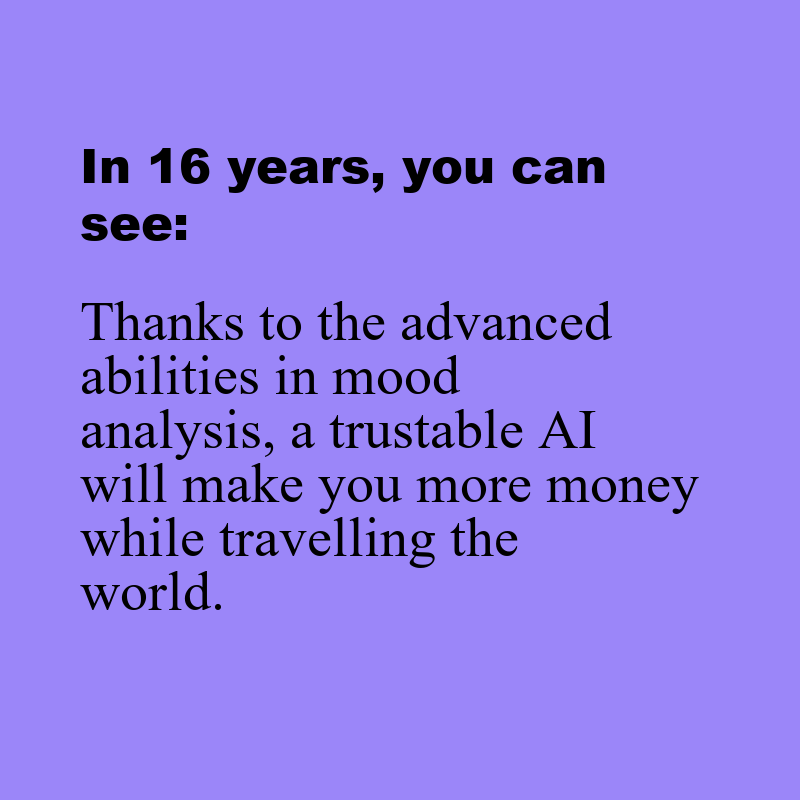 In 16 years, you can
see:
Thanks to the advanced
abilities in mood
analysis, a trustable AI
will make you more money
while travelling the
world.